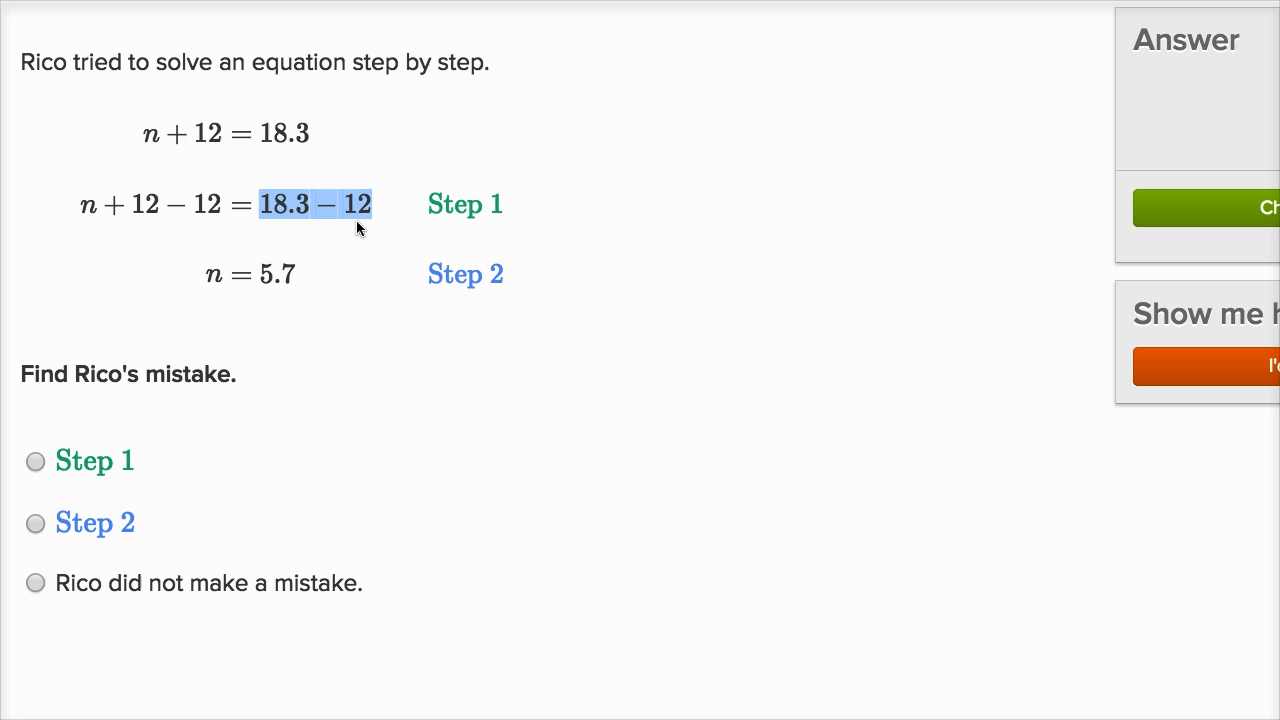 Rico tried to solve an equation step by step.
n + 12 = 18.3
n + 12 − 12 = 18.3 − 12 Step 1
n = 5.7 Step 2
Find Rico's mistake.
Step 1
Step 2
Rico did not make a mistake.
Answer
Show me